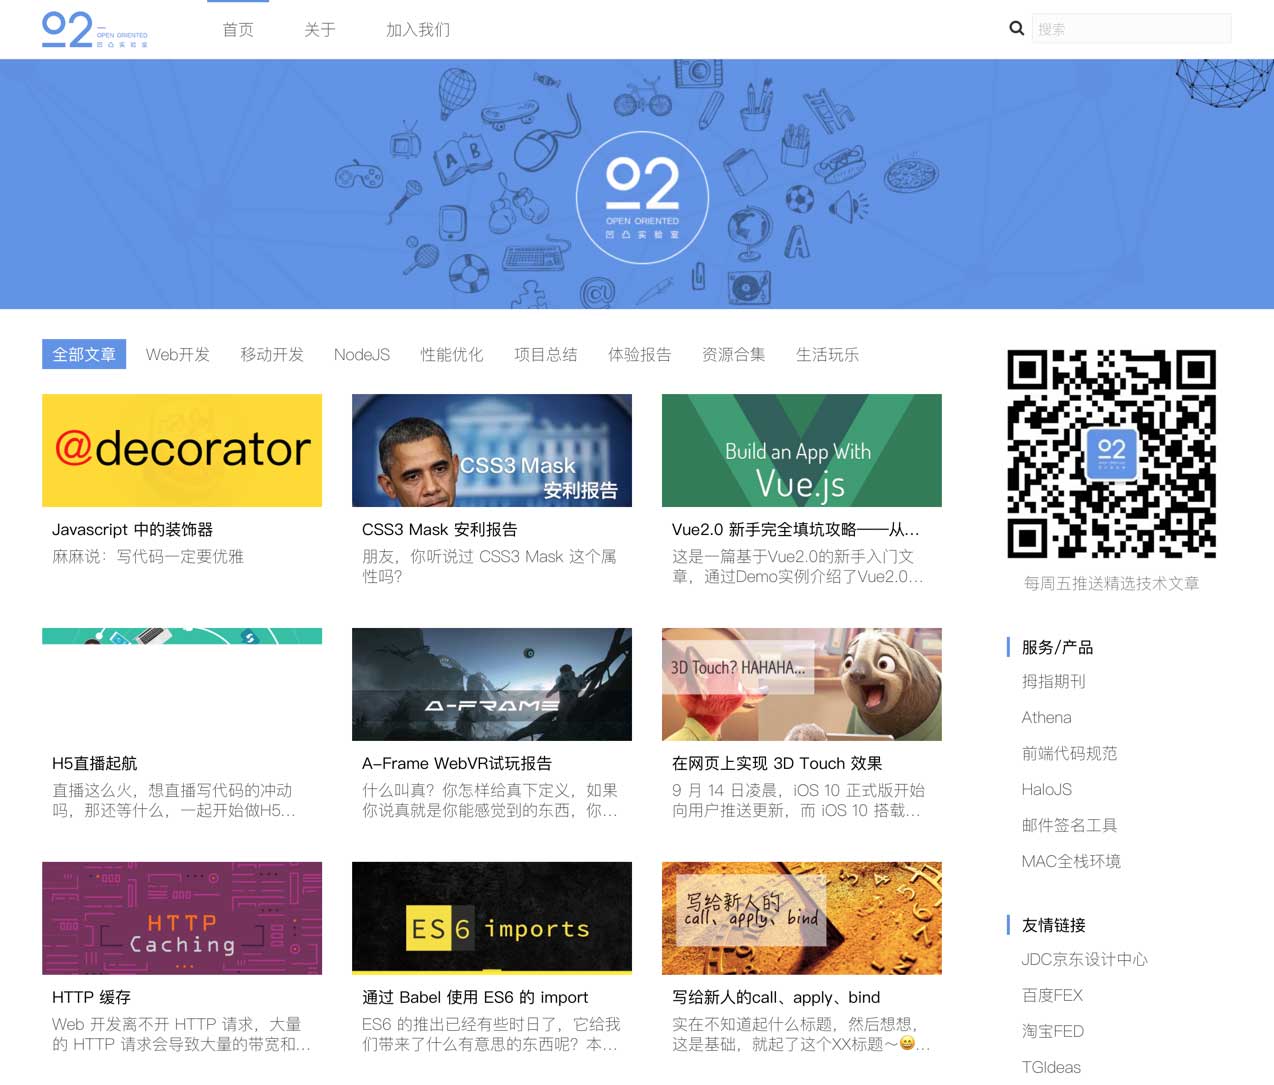 O2
OPEN ORIENTED
凹凸实验室
首页
关于
加入我们
搜索
A B
O2
OPEN ORIENTED
凹凸实验室
A
@
全部文章
Web开发
移动开发
NodeJS
性能优化
项目总结
体验报告
资源合集
生活玩乐
@decorator
Javascript 中的装饰器
麻麻说：写代码一定要优雅
CSS3 Mask
安利报告
CSS3 Mask 安利报告
朋友，你听说过 CSS3 Mask 这个属
性吗？
Build an App With
Vue.js
Vue2.0 新手完全填坑攻略——从...
这是一篇基于Vue2.0的新手入门文
章，通过Demo实例介绍了Vue2.0...
O2
每周五推送精选技术文章
H5直播起航
直播这么火，想直播写代码的冲动
吗，那还等什么，一起开始做H5...
A-FRAME
A-Frame WebVR试玩报告
什么叫真？你怎样给真下定义，如果
你说真就是你能感觉到的东西，你...
3D Touch? HAHAHA...
在网页上实现 3D Touch 效果
9 月 14 日凌晨，iOS 10 正式版开始
向用户推送更新，而 iOS 10 搭载...
HTTP
Caching
HTTP 缓存
Web 开发离不开 HTTP 请求，大量
的 HTTP 请求会导致大量的带宽和...
ES6 imports
通过 Babel 使用 ES6 的 import
ES6 的推出已经有些时日了，它给我
们带来了什么有意思的东西呢？本...
写给新人的
call、apply、bind
写给新人的call、apply、bind
实在不知道起什么标题，然后想想，
这是基础，就起了这个XX标题～😄...
服务/产品
拇指期刊
Athena
前端代码规范
HaloJS
邮件签名工具
MAC全栈环境
友情链接
JDC京东设计中心
百度FEX
淘宝FED
TGIdeas